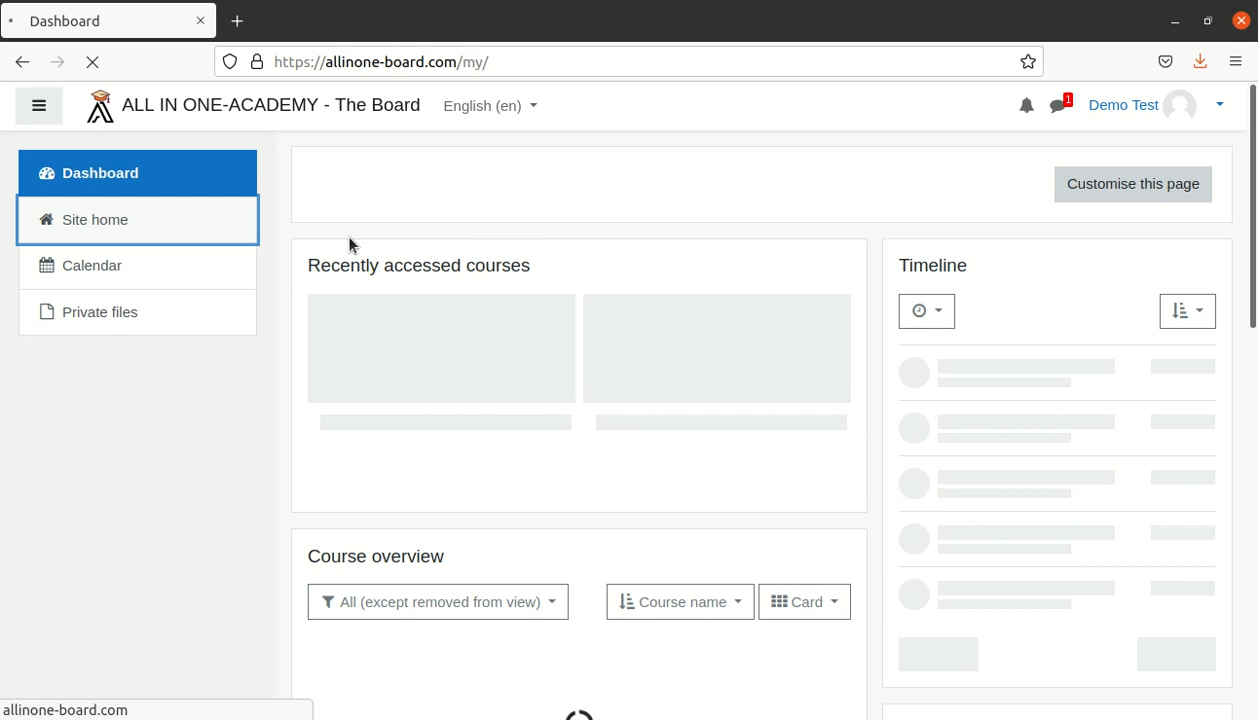 Dashboard
https://allinone-board.com/my/
ALL IN ONE-ACADEMY - The Board
English (en)
1
Demo Test
Dashboard
Site home
Calendar
Private files
Customise this page
Recently accessed courses
Timeline
Course overview
All (except removed from view)
Course name
Card
allinone-board.com